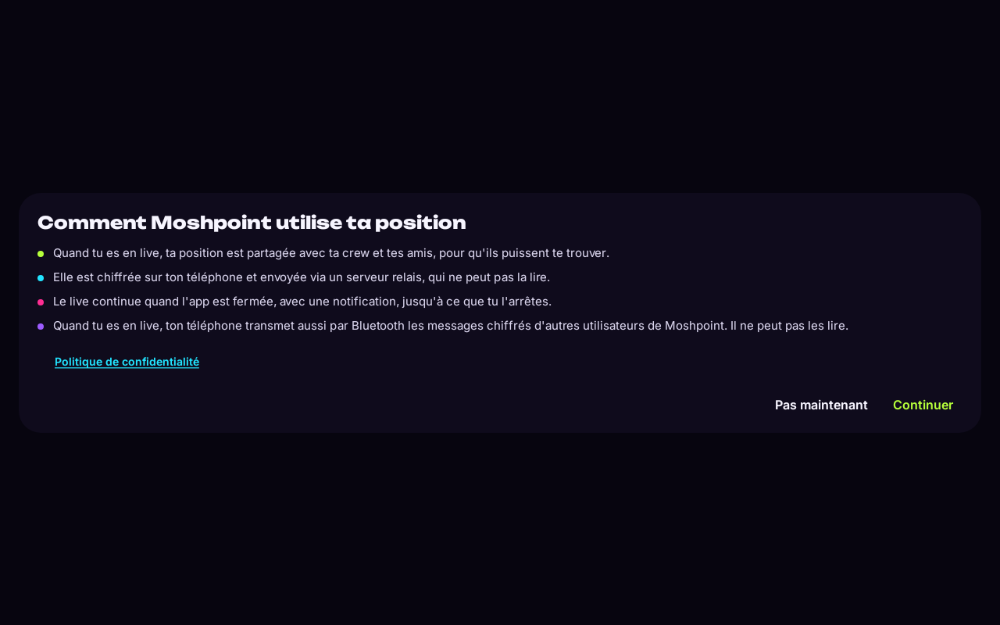 Comment Moshpoint utilise ta position
Quand tu es en live, ta position est partagée avec ta crew et tes amis, pour qu'ils puissent te trouver.
Elle est chiffrée sur ton téléphone et envoyée via un serveur relais, qui ne peut pas la lire.
Le live continue quand l'app est fermée, avec une notification, jusqu'à ce que tu l'arrêtes.
Quand tu es en live, ton téléphone transmet aussi par Bluetooth les messages chiffrés d'autres utilisateurs de Moshpoint. Il ne peut pas les lire.
Politique de confidentialité
Pas maintenant
Continuer